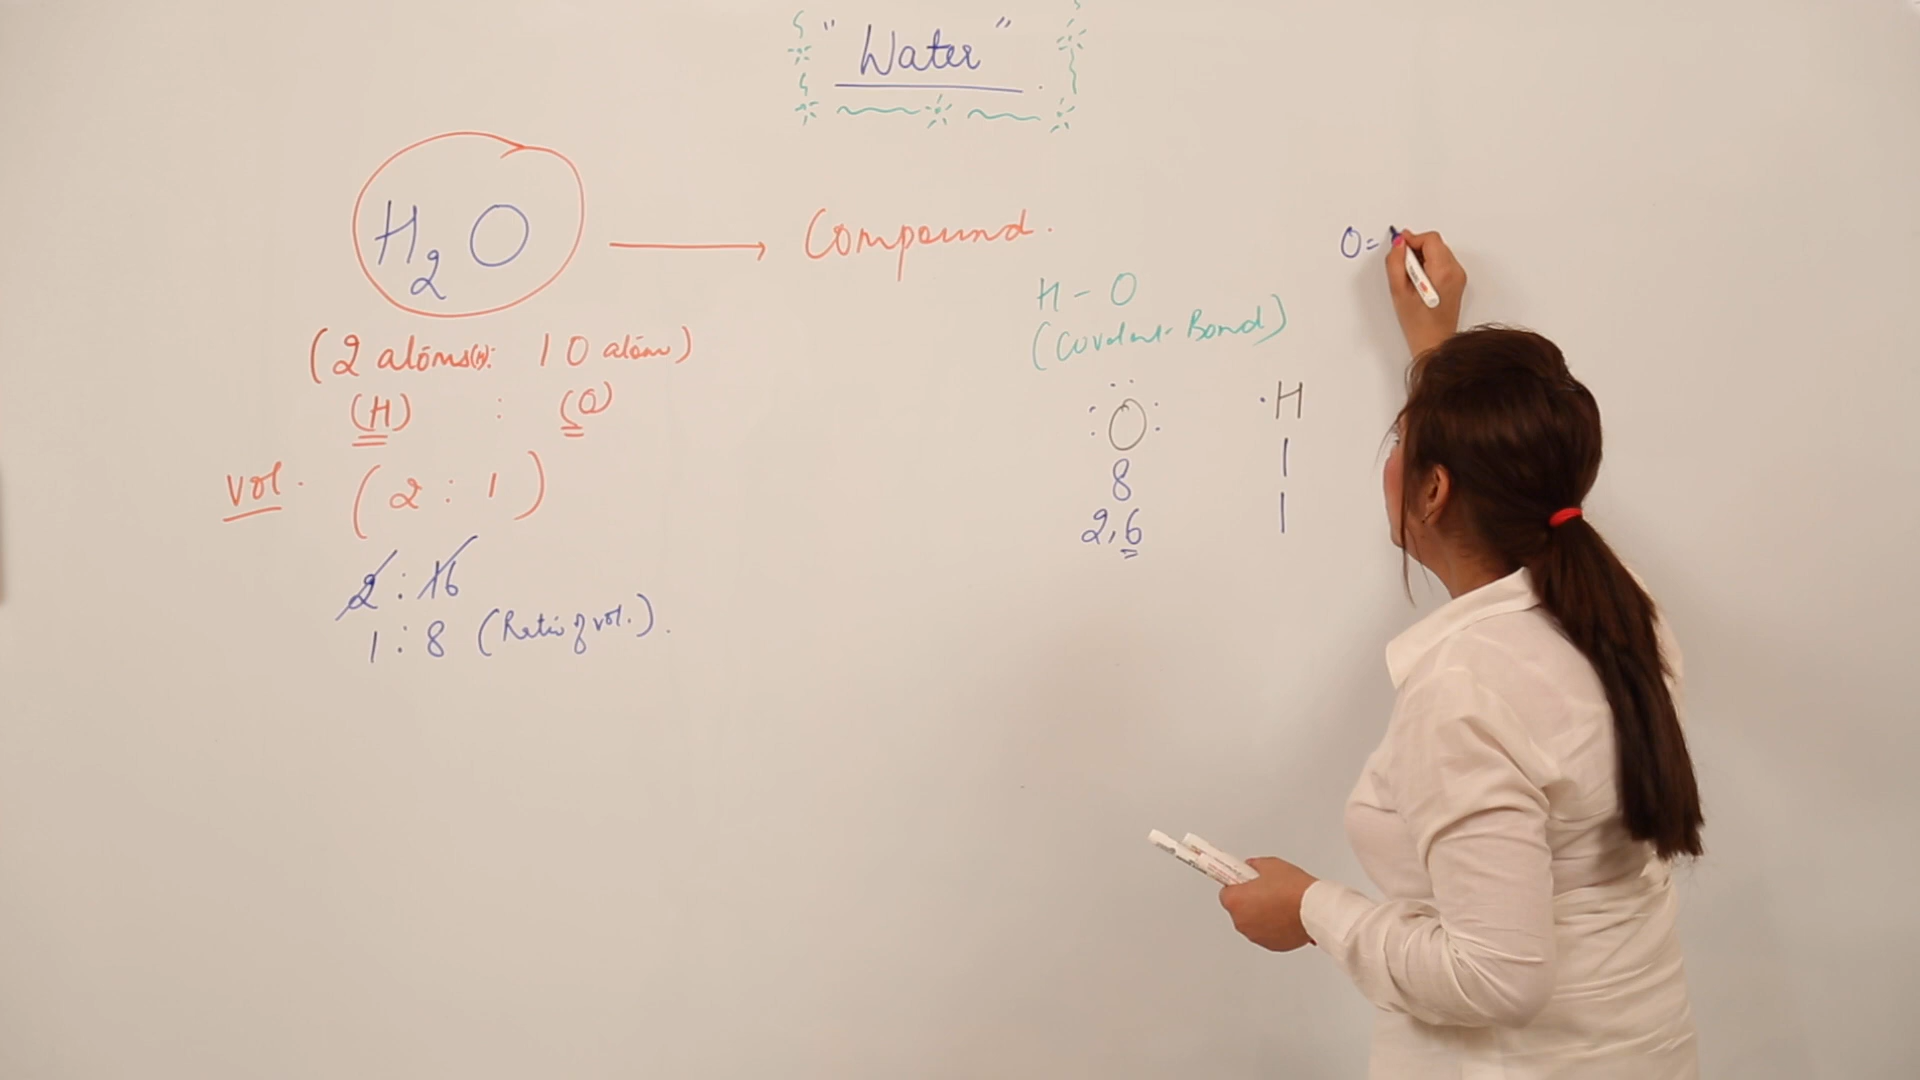 " Water "
H2O → Compound.
(2 atoms(H): 1 O atom)
(H) : (O)
vol. (2 : 1)
2 : 16
1 : 8 (Ratio of vol.).
H - O
(Covalent Bond)
O ·H
8 1
2,6 1
O=